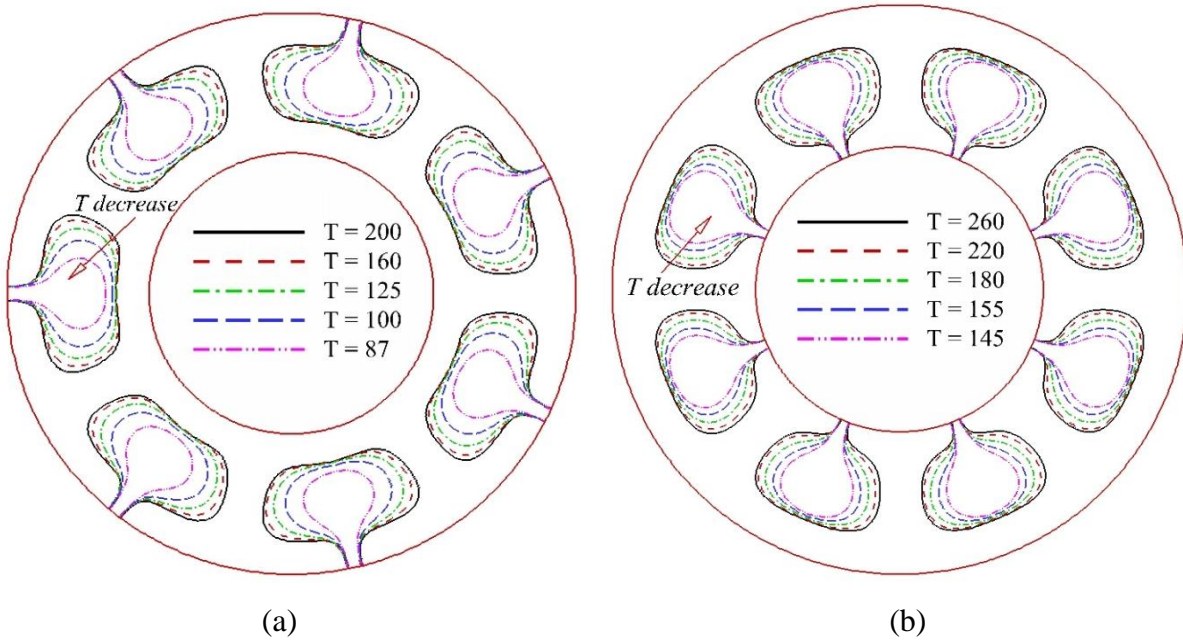 T decrease
T = 200
T = 160
T = 125
T = 100
T = 87
(a)
T decrease
T = 260
T = 220
T = 180
T = 155
T = 145
(b)